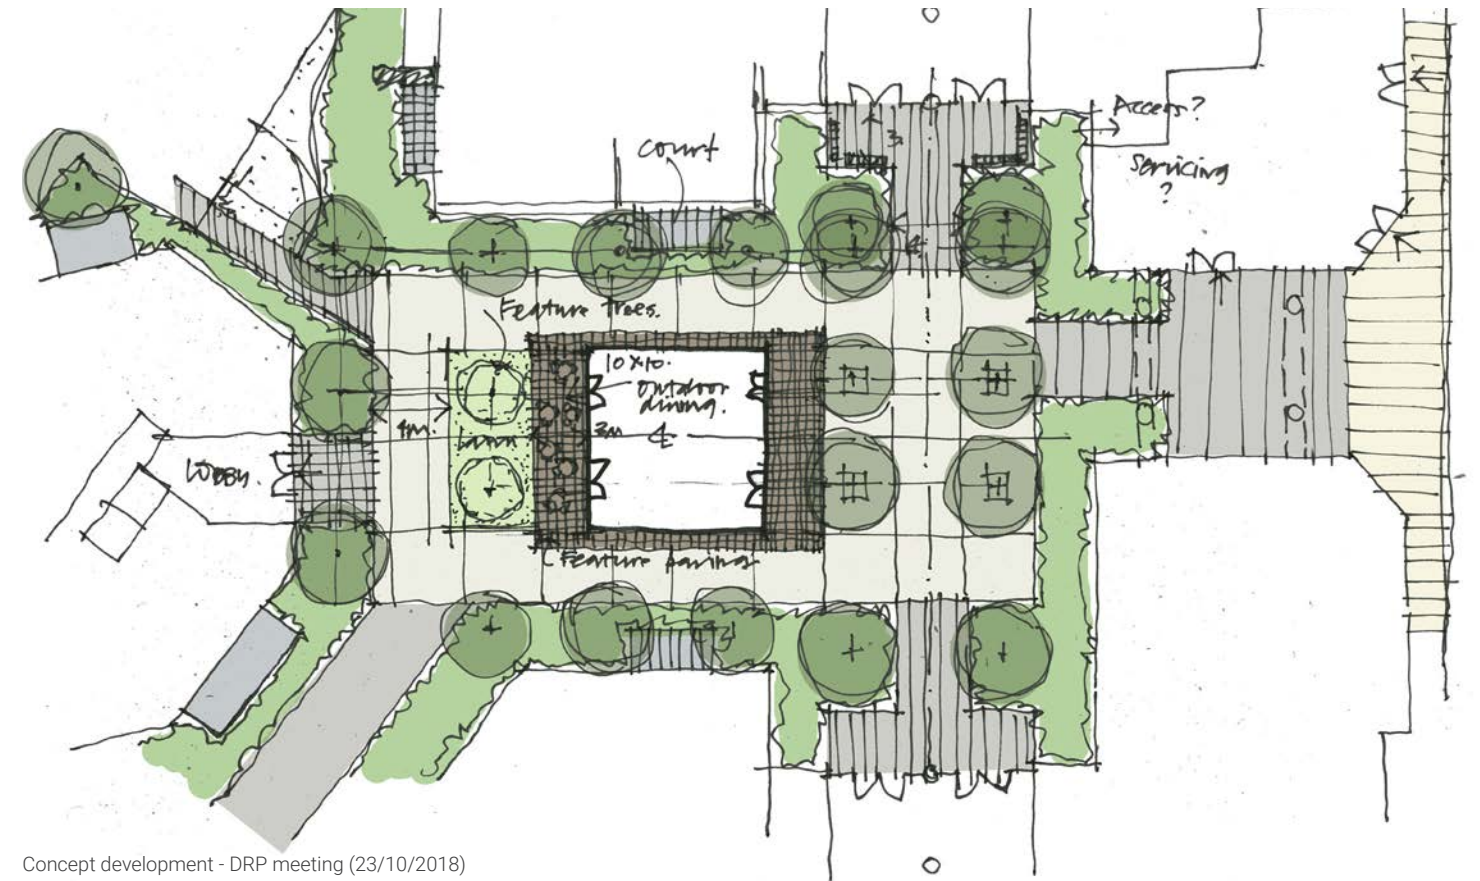 Access?
court
Servicing
?
Feature Trees.
10x10.
outdoor
dining.
4m.
Lawn
3m
Lobby.
Feature paving
Concept development - DRP meeting (23/10/2018)